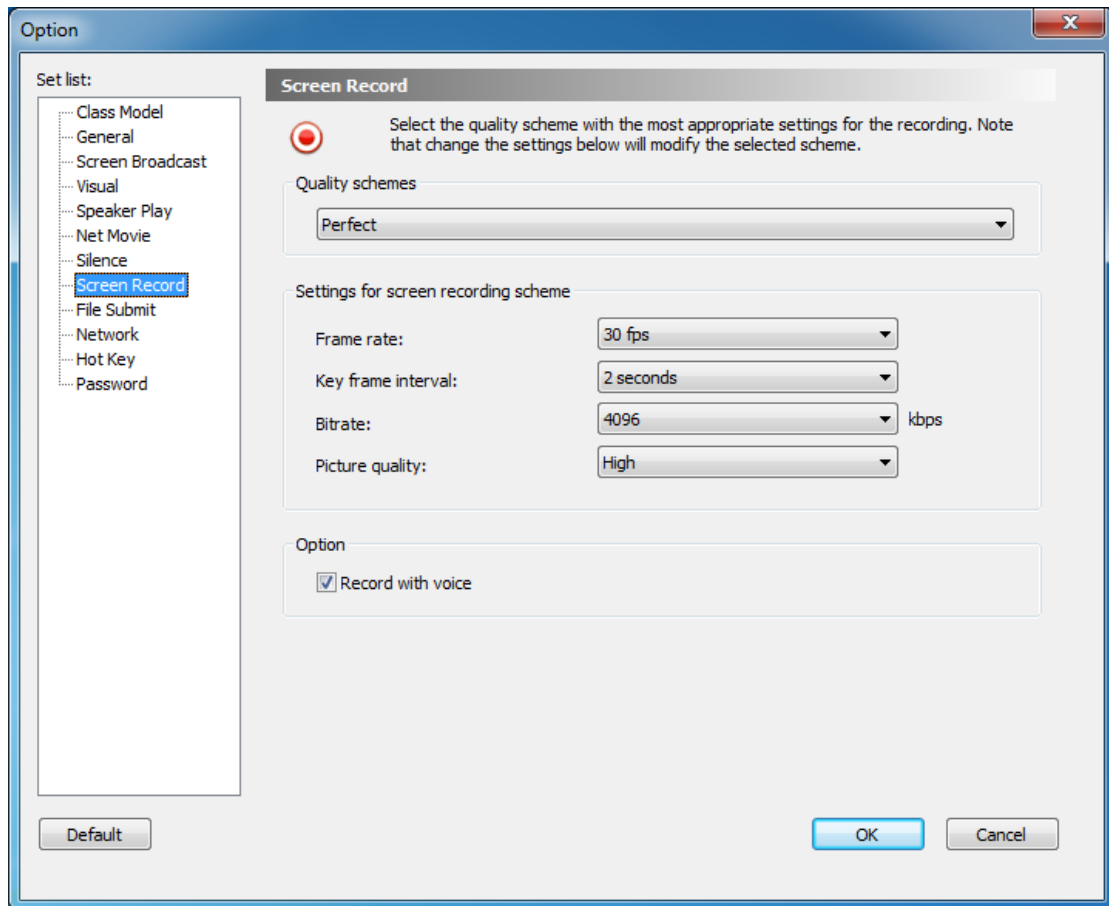 Option
Set list:
Class Model
General
Screen Broadcast
Visual
Speaker Play
Net Movie
Silence
Screen Record
File Submit
Network
Hot Key
Password
Screen Record
Select the quality scheme with the most appropriate settings for the recording. Note
that change the settings below will modify the selected scheme.
Quality schemes
Perfect
Settings for screen recording scheme
Frame rate: 30 fps
Key frame interval: 2 seconds
Bitrate: 4096 kbps
Picture quality: High
Option
Record with voice
Default OK Cancel